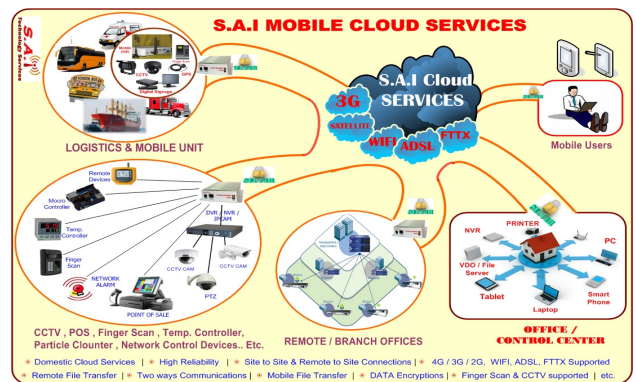 S.A.I MOBILE CLOUD SERVICES
S.A.I
Technology Services
Mobile
CCTV
GPS
Digital Signage
LOGISTICS & MOBILE UNIT
S.A.I Cloud
SERVICES
3G
SATELLITE
WIFI
ADSL
FTTX
Mobile Users
Remote
Devices
Mocro
Controller
Temp.
Controller
Finger
Scan
NETWORK
ALARM
POINT OF SALE
DVR / NVR /
IPCAM
CCTV CAM
CCTV CAM
PTZ
CCTV , POS , Finger Scan , Temp. Controller,
Particle Clounter , Network Control Devices.. Etc.
REMOTE / BRANCH OFFICES
NVR
PRINTER
PC
VDO / File
Server
Tablet
Laptop
Smart
Phone
OFFICE /
CONTROL CENTER
Domestic Cloud Services | High Reliability | Site to Site & Remote to Site Connections | 4G / 3G / 2G, WIFI, ADSL, FTTX Supported
Remote File Transfer | Two ways Communications | Mobile File Transfer | DATA Encryptions | Finger Scan & CCTV supported | etc.